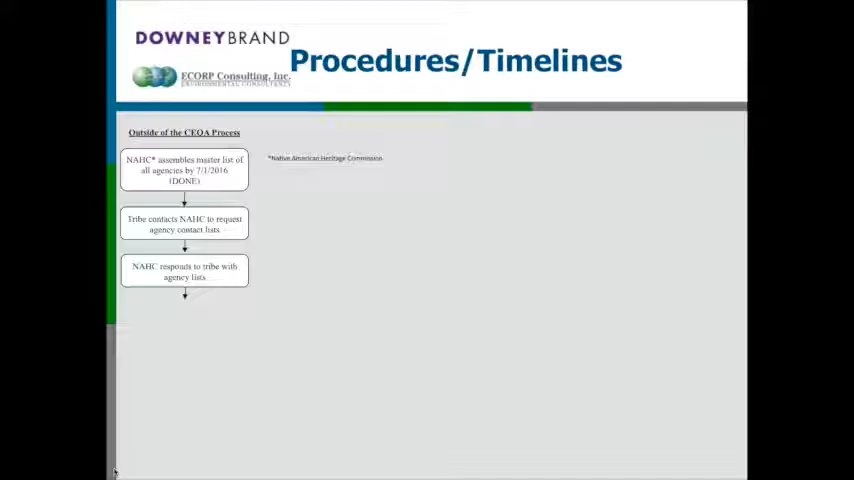 DOWNEYBRAND
ECORP Consulting, Inc.
ENVIRONMENTAL CONSULTANTS
Procedures/Timelines
Outside of the CEQA Process
NAHC* assembles master list of
all agencies by 7/1/2016
(DONE)
*Native American Heritage Commission
Tribe contacts NAHC to request
agency contact lists
NAHC responds to tribe with
agency lists